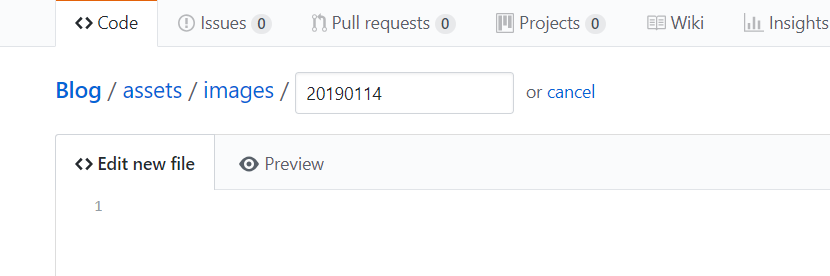 Code Issues 0 Pull requests 0 Projects 0 Wiki Insights
Blog / assets / images / 20190114 or cancel
Edit new file Preview
1